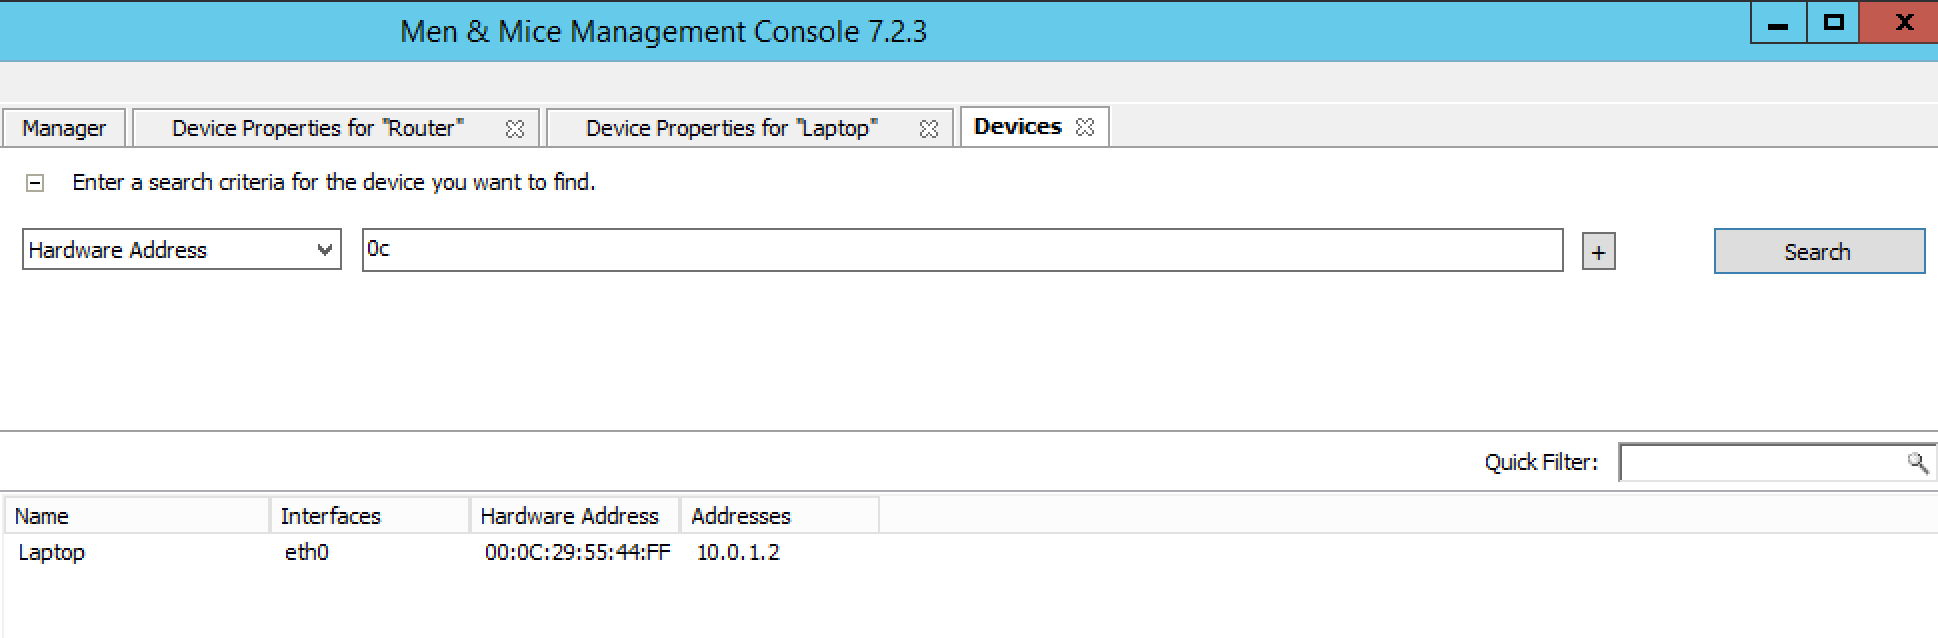 Men & Mice Management Console 7.2.3
Manager Device Properties for "Router" Device Properties for "Laptop" Devices
Enter a search criteria for the device you want to find.
Hardware Address 0c + Search
Quick Filter:
Name Interfaces Hardware Address Addresses
Laptop eth0 00:0C:29:55:44:FF 10.0.1.2